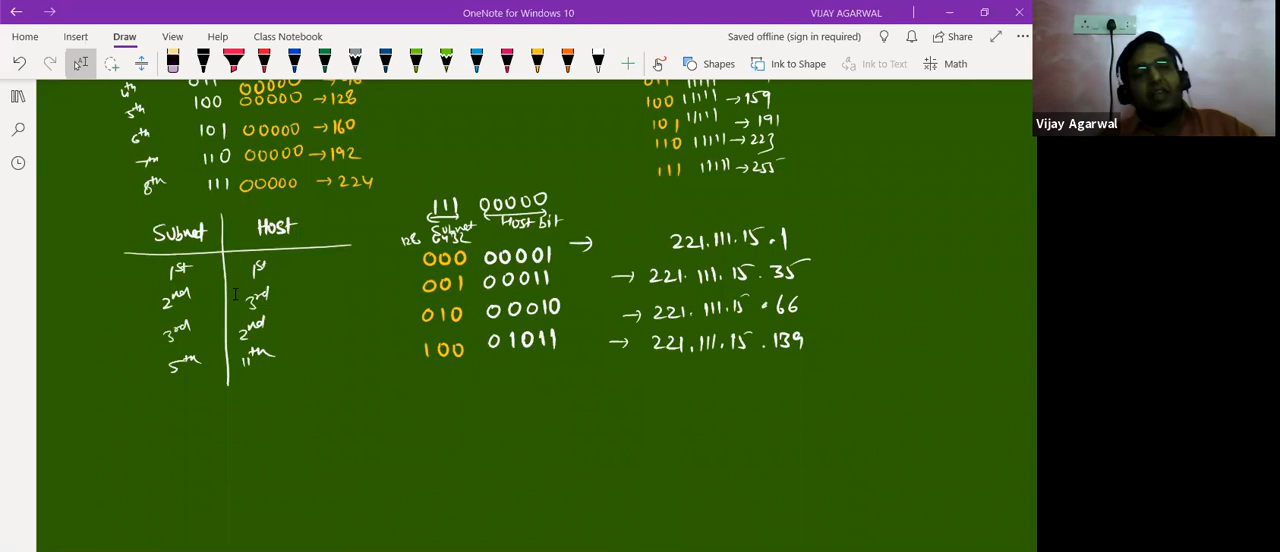 OneNote for Windows 10
VIJAY AGARWAL
Home Insert Draw View Help Class Notebook
Saved offline (sign in required) Share
Shapes Ink to Shape Ink to Text Math
4th 011 00000
5th 100 00000 → 128
6th 101 00000 → 160
7th 110 00000 → 192
8th 111 00000 → 224
011 11111
100 11111 → 159
101 11111 → 191
110 11111 → 223
111 11111 → 255
Subnet Host
1st 1st
2nd 3rd
3rd 2nd
5th 11th
111 00000
Subnet Host bit
128 64 32
000 00001 → 221.111.15.1
001 00011 → 221.111.15.35
010 00010 → 221.111.15.66
100 01011 → 221.111.15.139
Vijay Agarwal